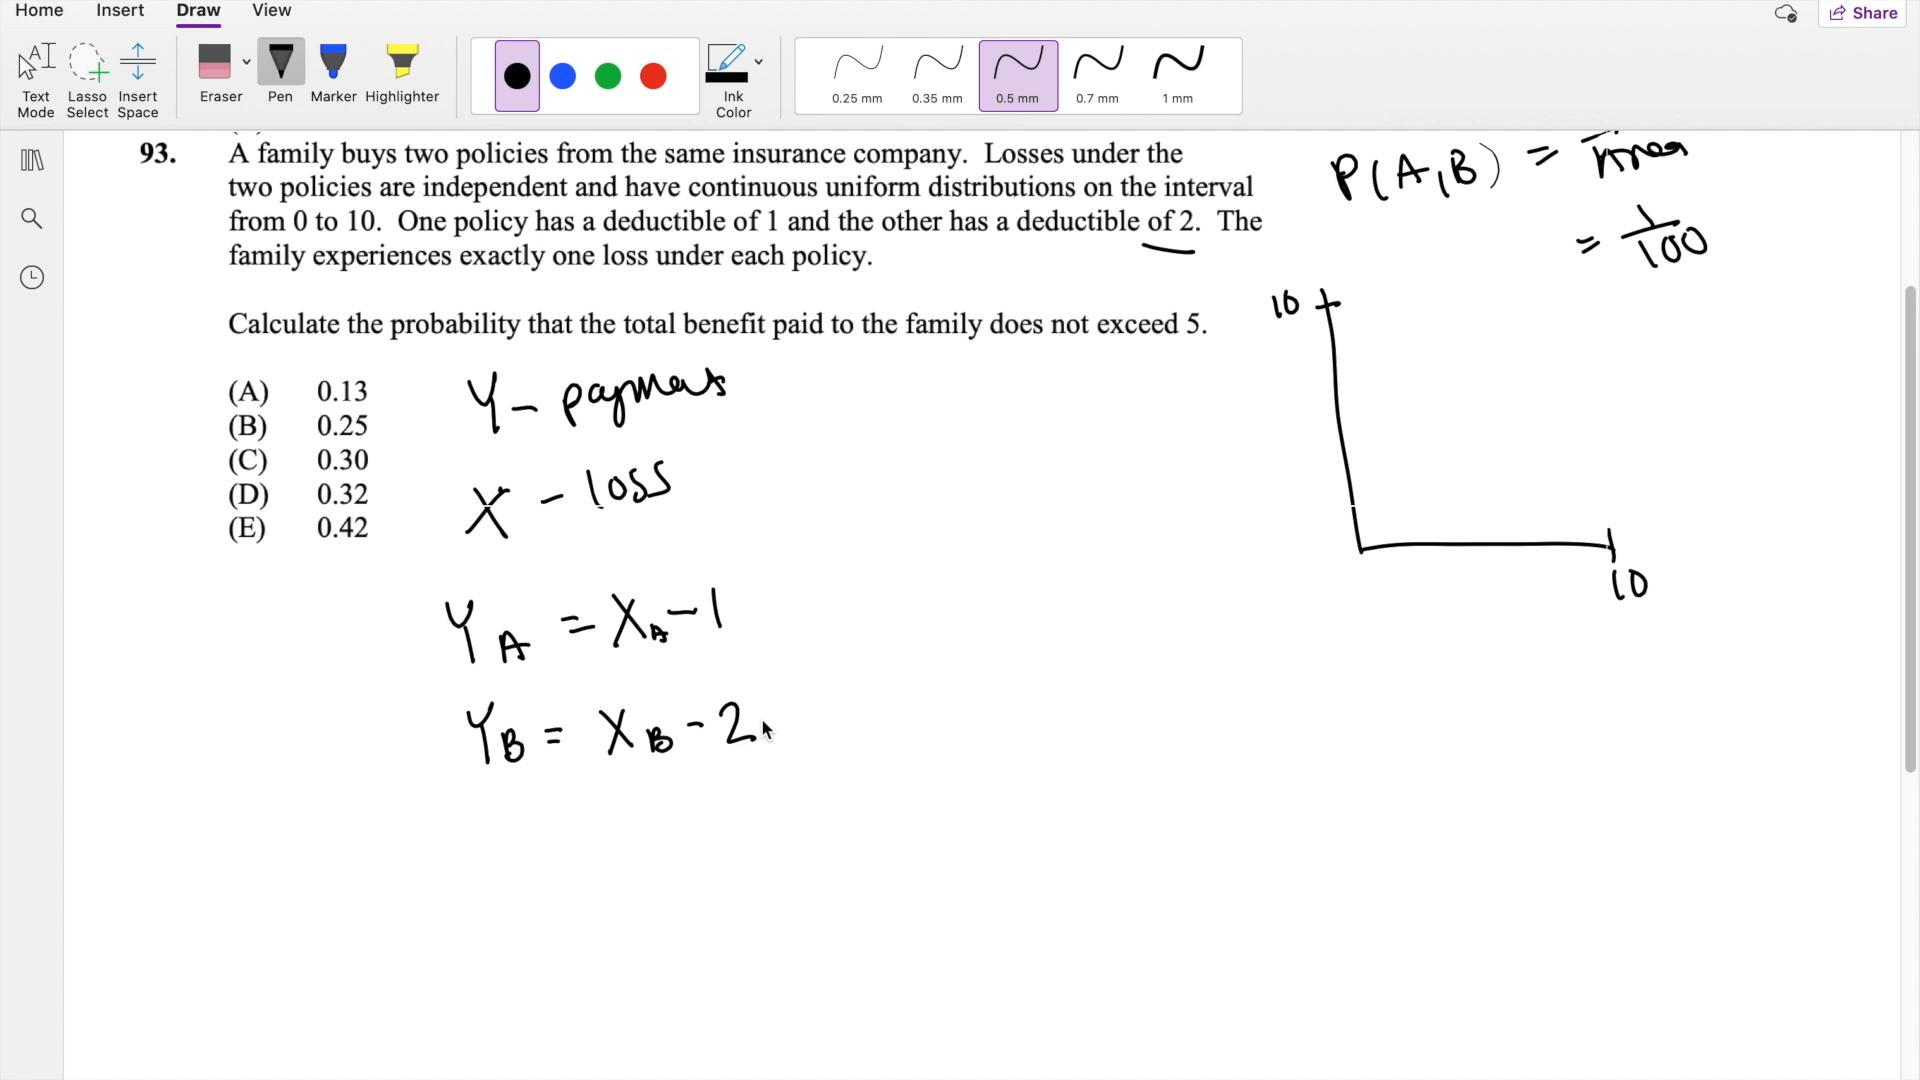 Home Insert Draw View Share
AI
Text Mode Lasso Select Insert Space Eraser Pen Marker Highlighter Ink Color 0.25 mm 0.35 mm 0.5 mm 0.7 mm 1 mm
93. A family buys two policies from the same insurance company. Losses under the
two policies are independent and have continuous uniform distributions on the interval
from 0 to 10. One policy has a deductible of 1 and the other has a deductible of 2. The
family experiences exactly one loss under each policy.
Calculate the probability that the total benefit paid to the family does not exceed 5.
(A) 0.13
(B) 0.25
(C) 0.30
(D) 0.32
(E) 0.42
Y - payment
X - loss
Y_A = X_A - 1
Y_B = X_B - 2
P(A,B) =
= 1/100
10
10